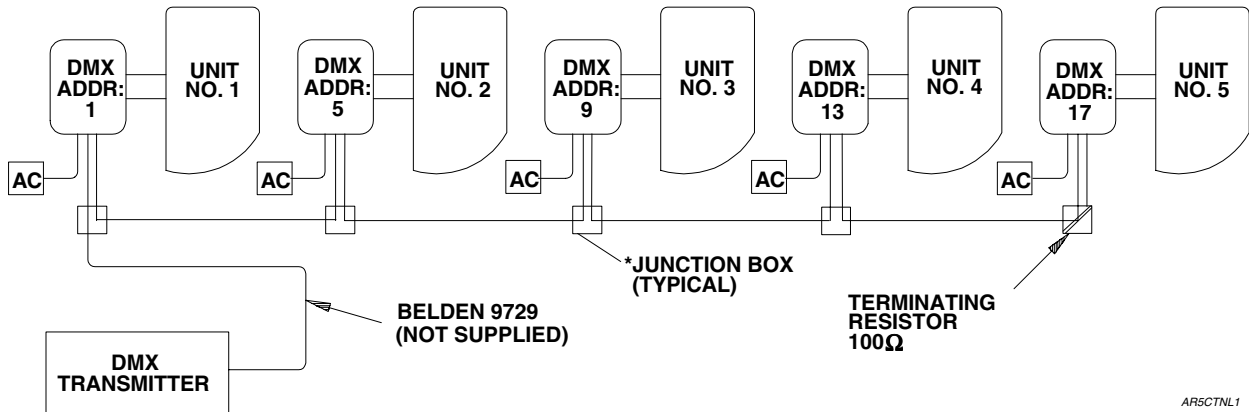 DMX
ADDR:
1
UNIT
NO. 1
DMX
ADDR:
5
UNIT
NO. 2
DMX
ADDR:
9
UNIT
NO. 3
DMX
ADDR:
13
UNIT
NO. 4
DMX
ADDR:
17
UNIT
NO. 5
AC
AC
AC
AC
AC
*JUNCTION BOX
(TYPICAL)
BELDEN 9729
(NOT SUPPLIED)
TERMINATING
RESISTOR
100Ω
DMX
TRANSMITTER
AR5CTNL1